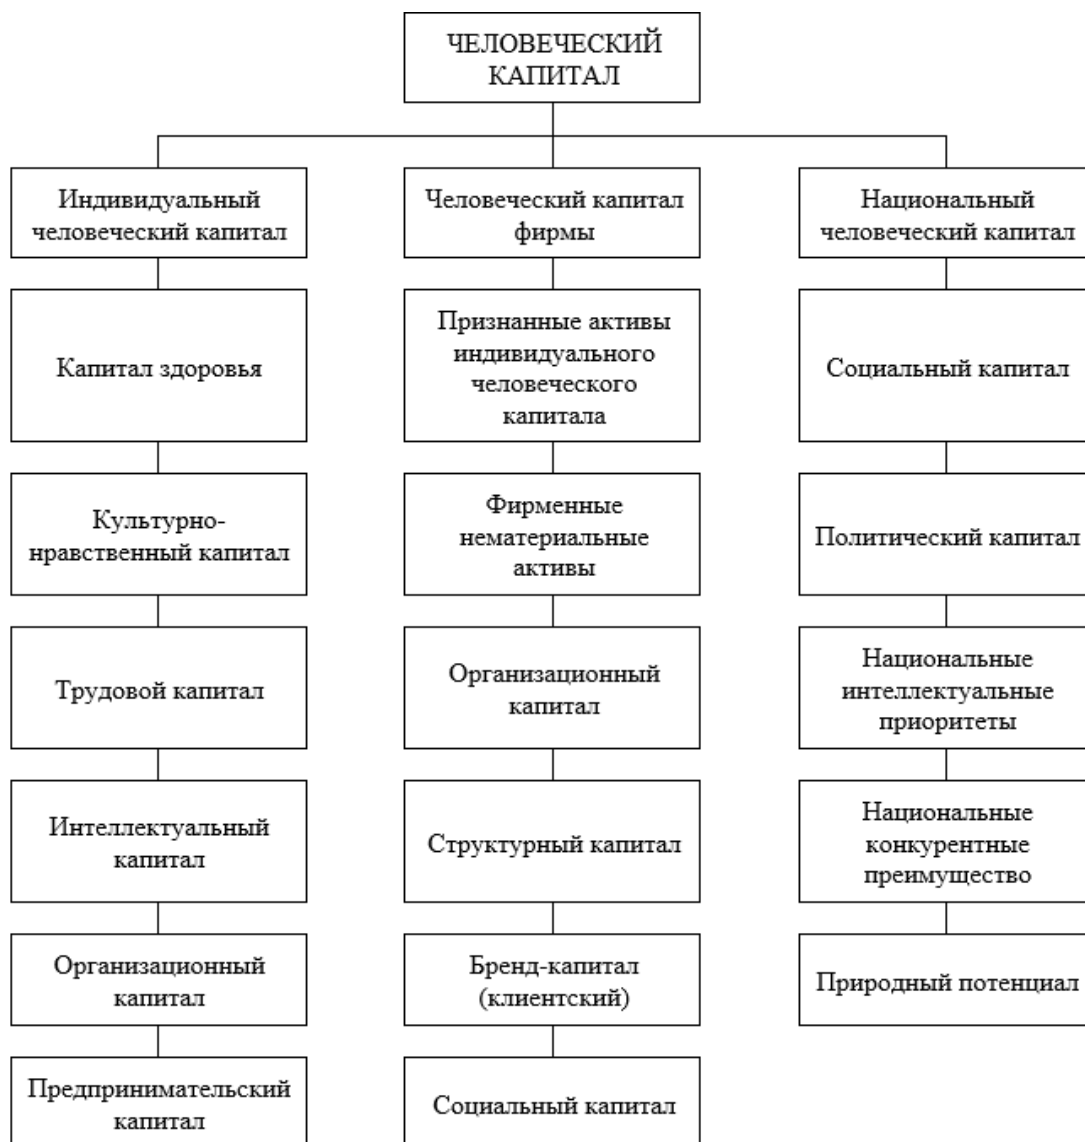 ЧЕЛОВЕЧЕСКИЙ
КАПИТАЛ
Индивидуальный
человеческий капитал
Человеческий капитал
фирмы
Национальный
человеческий капитал
Капитал здоровья
Признанные активы
индивидуального
человеческого
капитала
Социальный капитал
Культурно-
нравственный капитал
Фирменные
нематериальные
активы
Политический капитал
Трудовой капитал
Организационный
капитал
Национальные
интеллектуальные
приоритеты
Интеллектуальный
капитал
Структурный капитал
Национальные
конкурентные
преимущество
Организационный
капитал
Бренд-капитал
(клиентский)
Природный потенциал
Предпринимательский
капитал
Социальный капитал